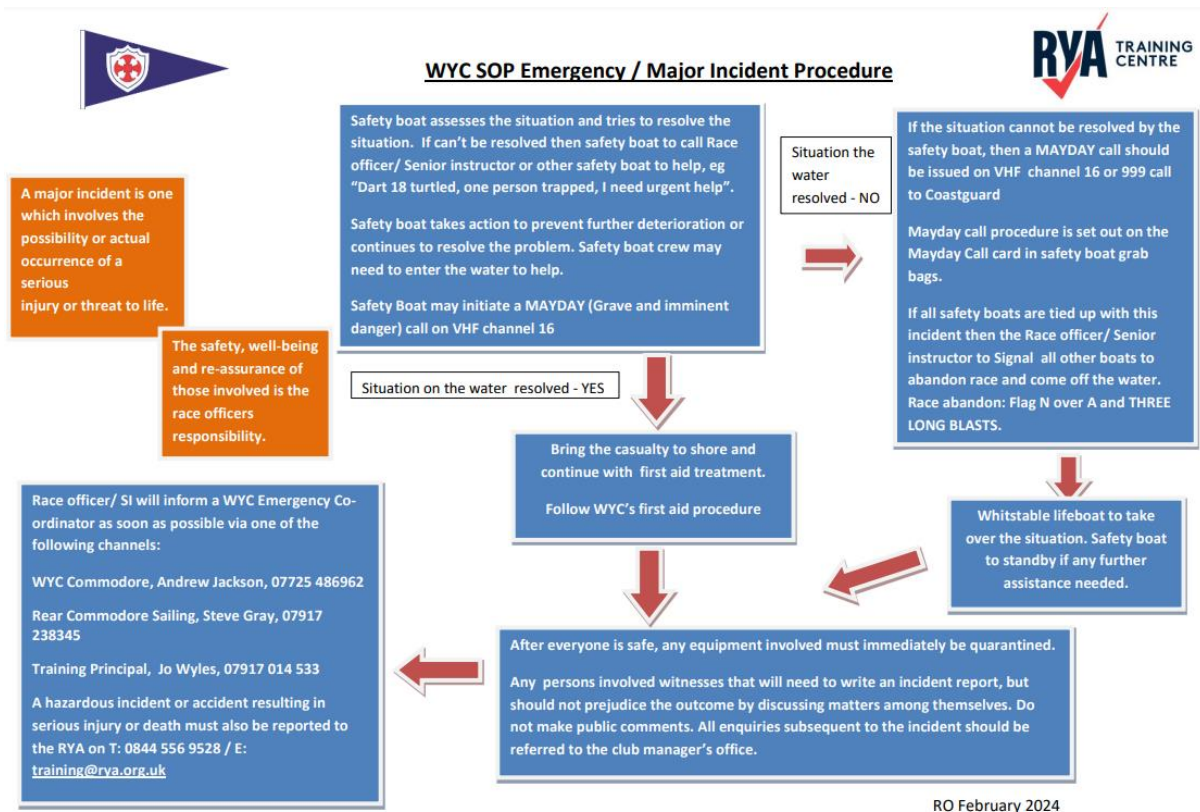 WYC SOP Emergency / Major Incident Procedure
RYA TRAINING
CENTRE
Safety boat assesses the situation and tries to resolve the
situation. If can't be resolved then safety boat to call Race
officer/ Senior instructor or other safety boat to help, eg
"Dart 18 turtled, one person trapped, I need urgent help".
Safety boat takes action to prevent further deterioration or
continues to resolve the problem. Safety boat crew may
need to enter the water to help.
Safety Boat may initiate a MAYDAY (Grave and imminent
danger) call on VHF channel 16
Situation the
water
resolved - NO
If the situation cannot be resolved by the
safety boat, then a MAYDAY call should
be issued on VHF channel 16 or 999 call
to Coastguard
Mayday call procedure is set out on the
Mayday Call card in safety boat grab
bags.
If all safety boats are tied up with this
incident then the Race officer/ Senior
instructor to Signal all other boats to
abandon race and come off the water.
Race abandon: Flag N over A and THREE
LONG BLASTS.
A major incident is one
which involves the
possibility or actual
occurrence of a
serious
injury or threat to life.
The safety, well-being
and re-assurance of
those involved is the
race officers
responsibility.
Situation on the water resolved - YES
Bring the casualty to shore and
continue with first aid treatment.
Follow WYC's first aid procedure
Whitstable lifeboat to take
over the situation. Safety boat
to standby if any further
assistance needed.
After everyone is safe, any equipment involved must immediately be quarantined.
Any persons involved witnesses that will need to write an incident report, but
should not prejudice the outcome by discussing matters among themselves. Do
not make public comments. All enquiries subsequent to the incident should be
referred to the club manager's office.
Race officer/ SI will inform a WYC Emergency Co-
ordinator as soon as possible via one of the
following channels:
WYC Commodore, Andrew Jackson, 07725 486962
Rear Commodore Sailing, Steve Gray, 07917
238345
Training Principal, Jo Wyles, 07917 014 533
A hazardous incident or accident resulting in
serious injury or death must also be reported to
the RYA on T: 0844 556 9528 / E:
training@rya.org.uk
RO February 2024